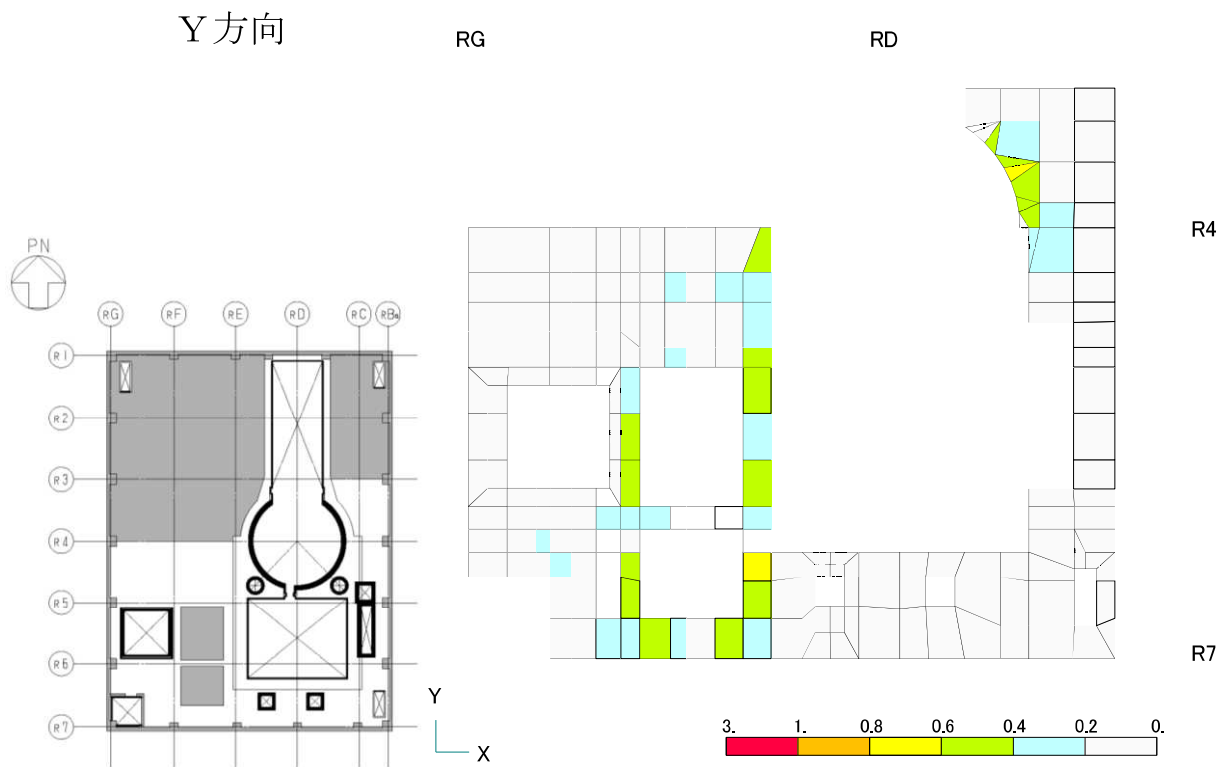 Y方向
RG
RD
R4
PN
RG RF RE RD RC RBa
R1
R2
R3
R4
R5
R6
R7
R7
Y
X
3. 1. 0.8 0.6 0.4 0.2 0.